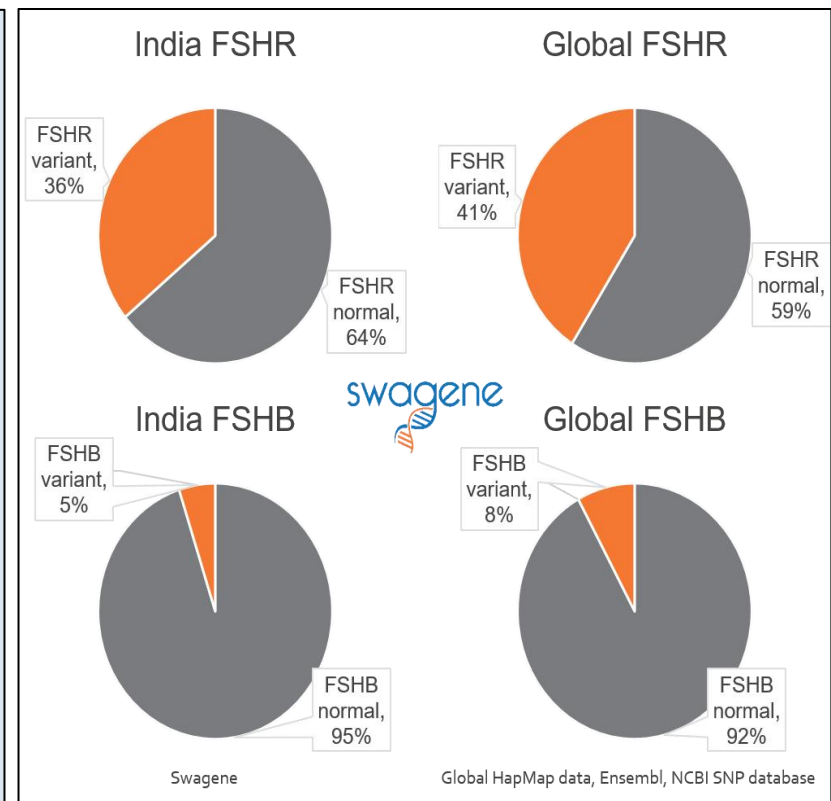 India FSHR
Global FSHR
FSHR
variant,
36%
FSHR
normal,
64%
FSHR
variant,
41%
FSHR
normal,
59%
swagene
India FSHB
Global FSHB
FSHB
variant,
5%
FSHB
normal,
95%
FSHB
variant,
8%
FSHB
normal,
92%
Swagene
Global HapMap data, Ensembl, NCBI SNP database